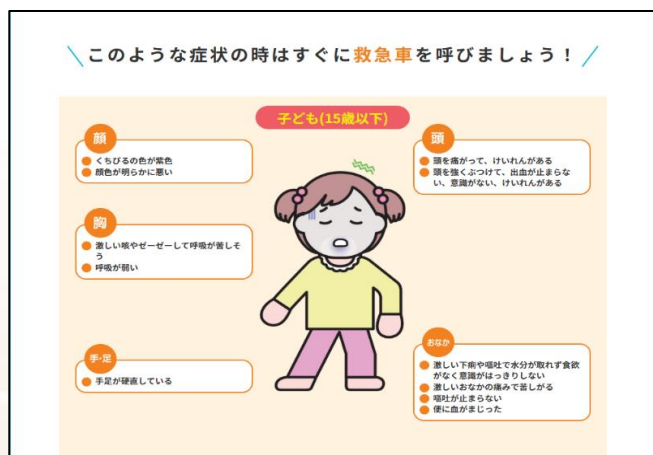 このような症状の時はすぐに救急車を呼びましょう！
子ども(15歳以下)
顔
くちびるの色が紫色
顔色が明らかに悪い
胸
激しい咳やゼーゼーして呼吸が苦しそ
う
呼吸が弱い
手・足
手足が硬直している
頭
頭を痛がって、けいれんがある
頭を強くぶつけて、出血が止まらな
い、意識がない、けいれんがある
おなか
激しい下痢や嘔吐で水分が取れず食欲
がなく意識がはっきりしない
激しいおなかの痛みで苦しがる
嘔吐が止まらない
便に血がまじった